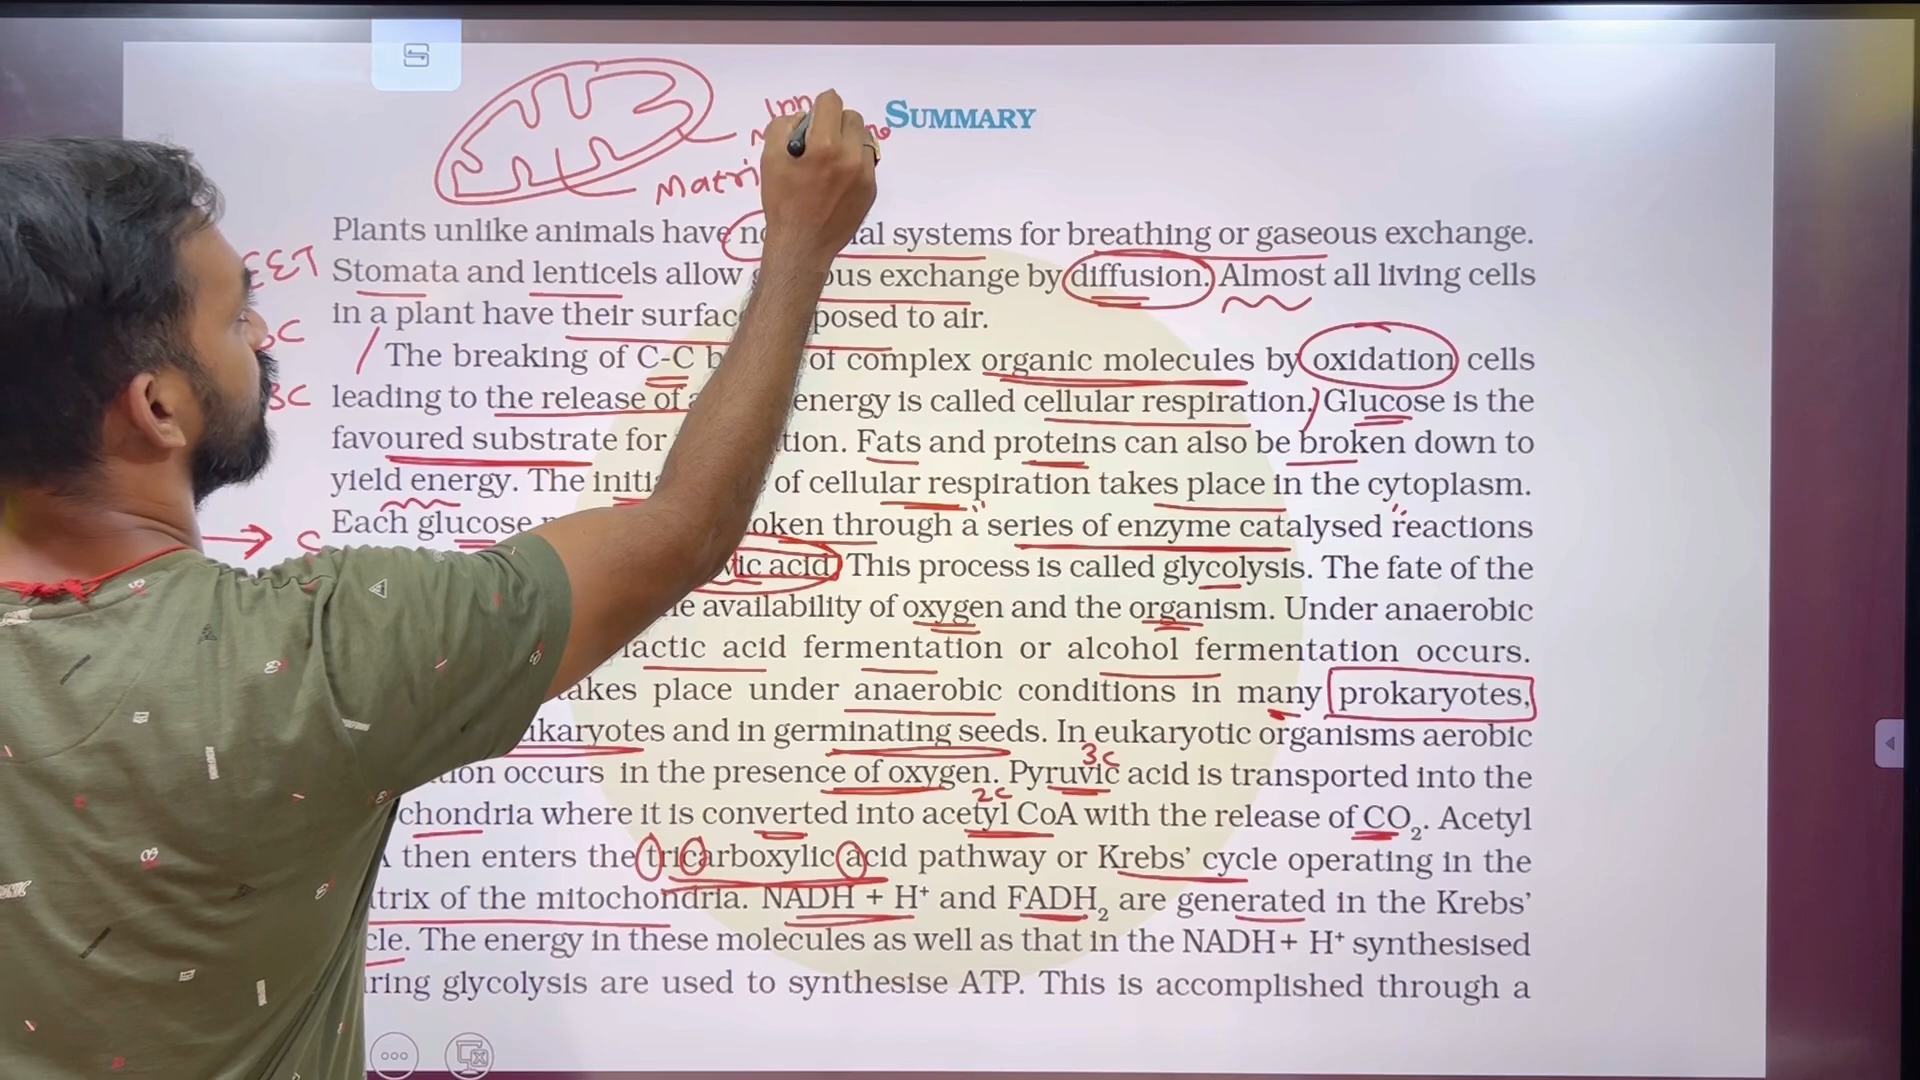 SUMMARY
Inn
Matri
Plants unlike animals have systems for breathing or gaseous exchange.
EET
Stomata and lenticels allow exchange by diffusion. Almost all living cells
in a plant have their posed to air.
The breaking of C-C of complex organic molecules by oxidation cells
3C
leading to the release of energy is called cellular respiration. Glucose is the
favoured substrate for tion. Fats and proteins can also be broken down to
yield energy. The of cellular respiration takes place in the cytoplasm.
Each glucose oken through a series of enzyme catalysed reactions
vic acid. This process is called glycolysis. The fate of the
availability of oxygen and the organism. Under anaerobic
lactic acid fermentation or alcohol fermentation occurs.
takes place under anaerobic conditions in many prokaryotes,
ukaryotes and in germinating seeds. In eukaryotic organisms aerobic
3C
tion occurs in the presence of oxygen. Pyruvic acid is transported into the
2C
chondria where it is converted into acetyl CoA with the release of CO₂. Acetyl
then enters the tricarboxylic acid pathway or Krebs' cycle operating in the
trix of the mitochondria. NADH + H⁺ and FADH₂ are generated in the Krebs'
cle. The energy in these molecules as well as that in the NADH+ H⁺ synthesised
ring glycolysis are used to synthesise ATP. This is accomplished through a